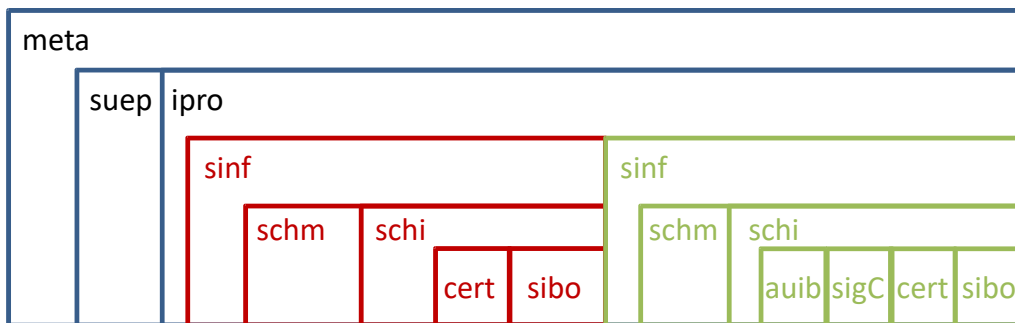 meta
suep ipro
sinf sinf
schm schi schm schi
cert sibo auib sigC cert sibo